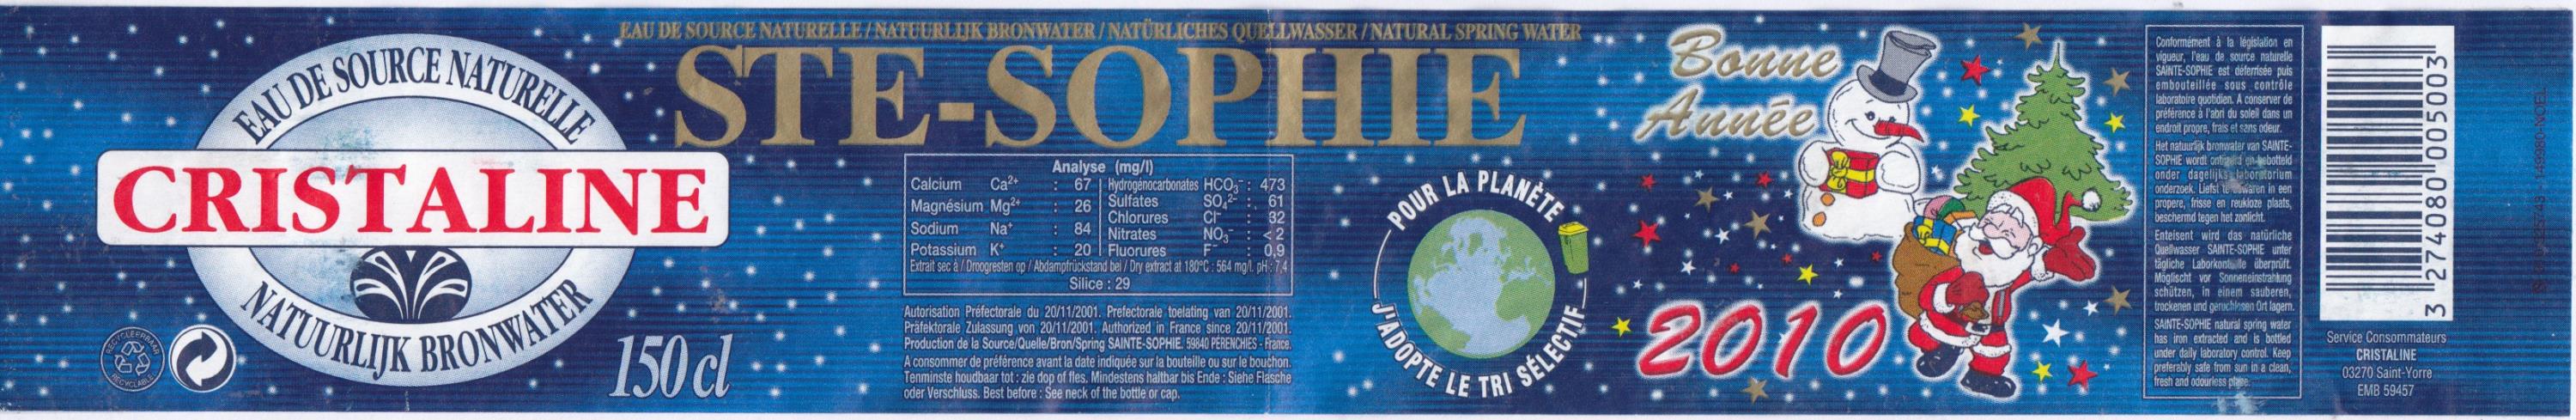 EAU DE SOURCE NATURELLE
CRISTALINE
NATUURLIJK BRONWATER
RECYCLEERBAAR
RECYCLABLE
150 cl
EAU DE SOURCE NATURELLE / NATUURLIJK BRONWATER / NATÜRLICHES QUELLWASSER / NATURAL SPRING WATER
STE-SOPHIE
Analyse (mg/l)
Calcium Ca²⁺ : 67 Hydrogénocarbonates HCO₃⁻ : 473
Magnésium Mg²⁺ : 26 Sulfates SO₄²⁻ : 61
Chlorures Cl⁻ : 32
Sodium Na⁺ : 84 Nitrates NO₃⁻ : < 2
Potassium K⁺ : 20 Fluorures F⁻ : 0,9
Extrait sec à / Droogresten op / Abdampfrückstand bei / Dry extract at 180°C : 564 mg/l. pH : 7,4
Silice : 29
Autorisation Préfectorale du 20/11/2001. Prefectorale toelating van 20/11/2001.
Präfektorale Zulassung von 20/11/2001. Authorized in France since 20/11/2001.
Production de la Source/Quelle/Bron/Spring SAINTE-SOPHIE. 59840 PÉRENCHIES - France.
A consommer de préférence avant la date indiquée sur la bouteille ou sur le bouchon.
Tenminste houdbaar tot : zie dop of fles. Mindestens haltbar bis Ende : Siehe Flasche
oder Verschluss. Best before : See neck of the bottle or cap.
POUR LA PLANÈTE
J'ADOPTE LE TRI SÉLECTIF
Bonne
Année
2010
Conformément à la législation en
vigueur, l'eau de source naturelle
SAINTE-SOPHIE est déferrisée puis
embouteillée sous contrôle
laboratoire quotidien. A conserver de
préférence à l'abri du soleil dans un
endroit propre, frais et sans odeur.
Het natuurlijk bronwater van SAINTE-
SOPHIE wordt en gebotteld
onder dagelijks laboratorium
onderzoek. Liefst te bewaren in een
propere, frisse en reukloze plaats,
beschermd tegen het zonlicht.
Enteisent wird das natürliche
Quellwasser SAINTE-SOPHIE unter
tägliche Laborkontrolle überprüft.
Möglischt vor Sonneneinstrahlung
schützen, in einem sauberen,
trockenen und geruchlosen Ort lagern.
SAINTE-SOPHIE natural spring water
has iron extracted and is bottled
under daily laboratory control. Keep
preferably safe from sun in a clean,
fresh and odourless place.
3 274080 005003
Service Consommateurs
CRISTALINE
03270 Saint-Yorre
EMB 59457
149980-NOEL